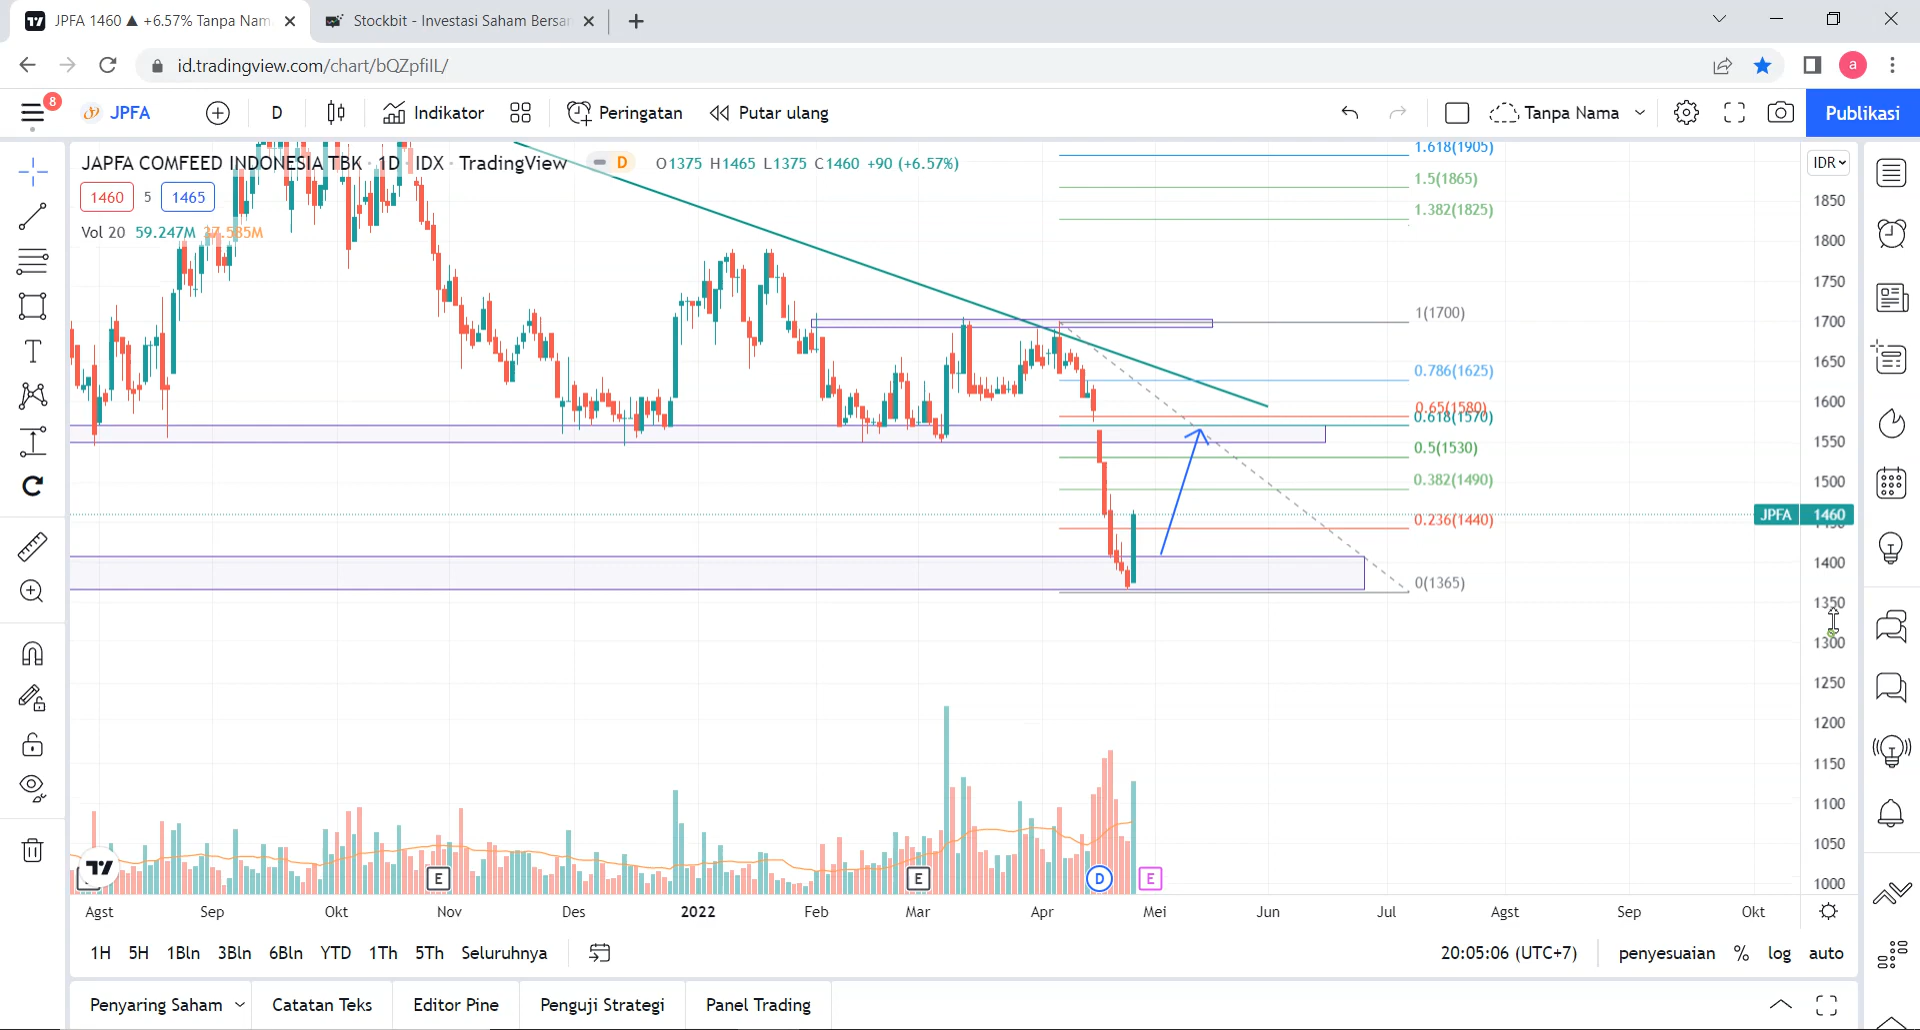 JPFA 1460 ▲ +6.57% Tanpa Nam
Stockbit - Investasi Saham Bersam
id.tradingview.com/chart/bQZpfiIL/
a
8
JPFA
D
Indikator
Peringatan
Putar ulang
Tanpa Nama
Publikasi
JAPFA COMFEED INDONESIA TBK · 1D · IDX · TradingView
D
O1375 H1465 L1375 C1460 +90 (+6.57%)
IDR
1460
5
1465
Vol 20 59.247M 37.585M
1.618(1905)
1.5(1865)
1.382(1825)
1(1700)
0.786(1625)
0.65(1580)
0.618(1570)
0.5(1530)
0.382(1490)
0.236(1440)
0(1365)
1850
1800
1750
1700
1650
1600
1550
1500
JPFA 1460
1450
1400
1350
1300
1250
1200
1150
1100
1050
1000
E
E
D
E
Agst
Sep
Okt
Nov
Des
2022
Feb
Mar
Apr
Mei
Jun
Jul
Agst
Sep
Okt
1H
5H
1Bln
3Bln
6Bln
YTD
1Th
5Th
Seluruhnya
20:05:06 (UTC+7)
penyesuaian
%
log
auto
Penyaring Saham
Catatan Teks
Editor Pine
Penguji Strategi
Panel Trading